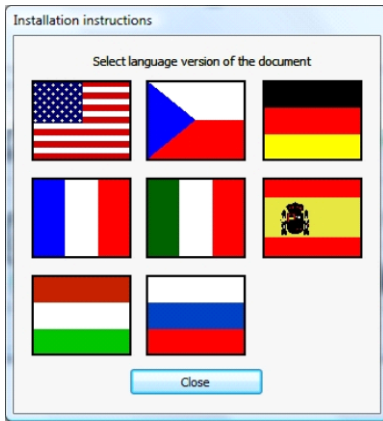 Installation instructions
Select language version of the document
Close